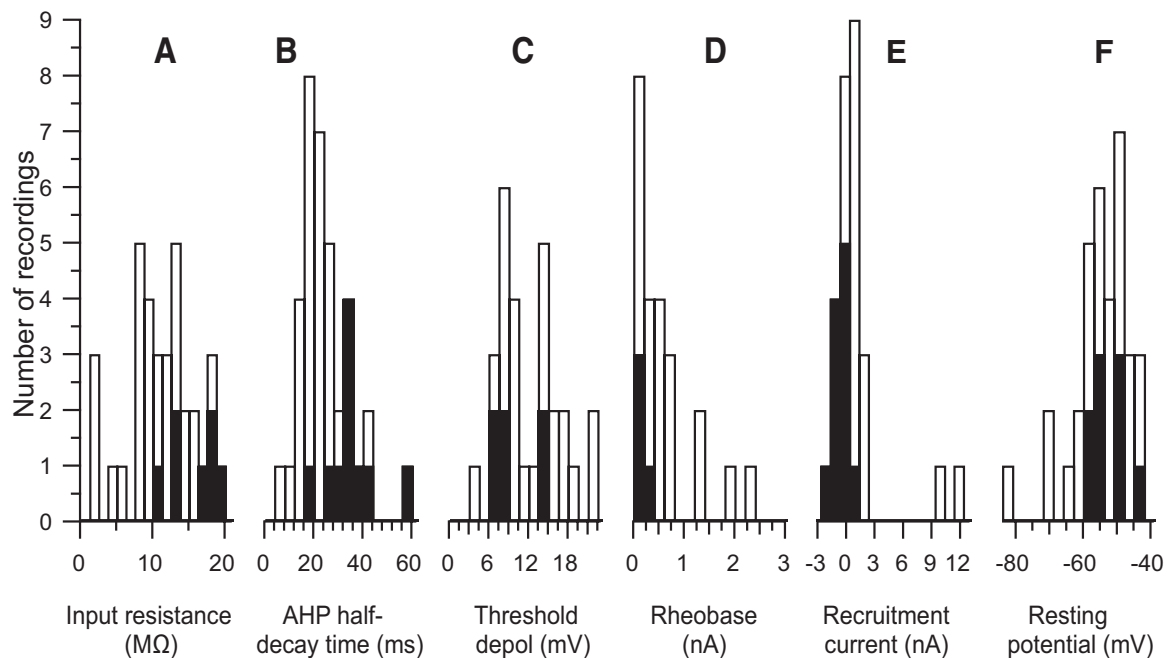 9
8
7
6
5
4
3
2
1
0
Number of recordings
A B C D E F
0 10 20 0 20 40 60 0 6 12 18 0 1 2 3 -3 0 3 6 9 12 -80 -60 -40
Input resistance AHP half- Threshold Rheobase Recruitment Resting
(MΩ) decay time (ms) depol (mV) (nA) current (nA) potential (mV)